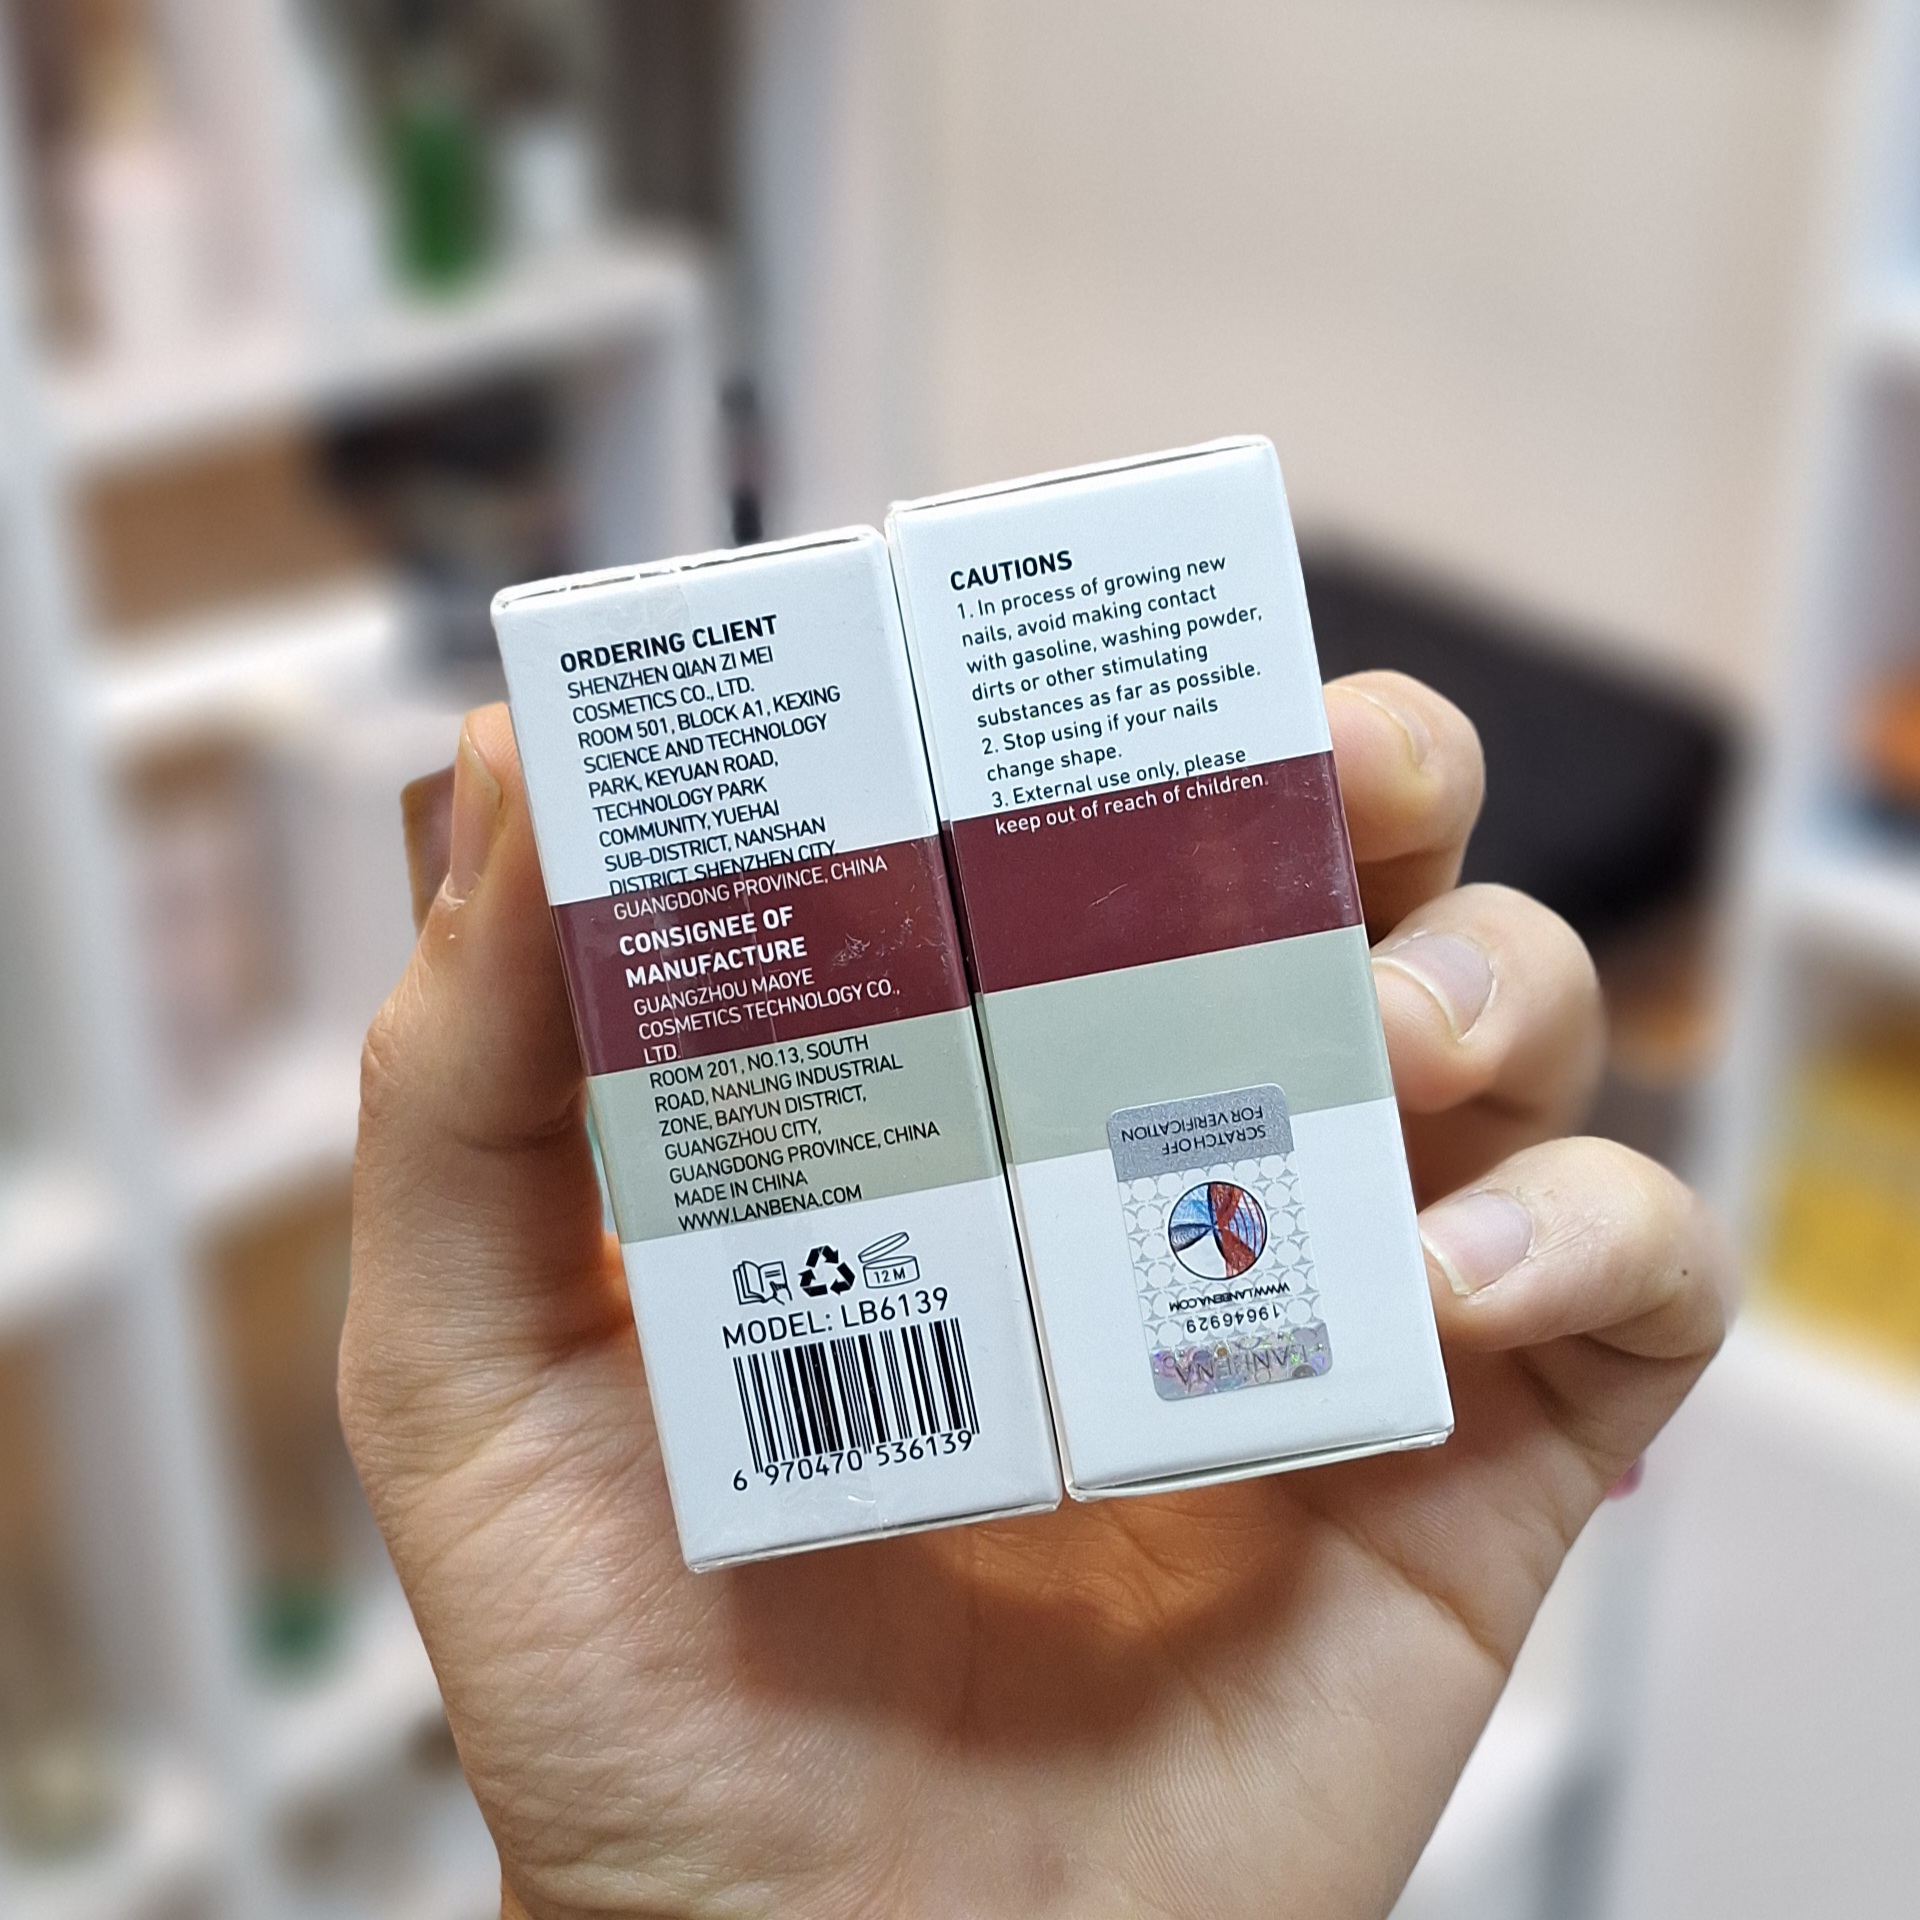 ORDERING CLIENT
SHENZHEN QIAN ZI MEI
COSMETICS CO., LTD.
ROOM 501, BLOCK A1, KEXING
SCIENCE AND TECHNOLOGY
PARK, KEYUAN ROAD,
TECHNOLOGY PARK
COMMUNITY, YUEHAI
SUB-DISTRICT, NANSHAN
DISTRICT, SHENZHEN CITY,
GUANGDONG PROVINCE, CHINA
CONSIGNEE OF
MANUFACTURE
GUANGZHOU MAOYE
COSMETICS TECHNOLOGY CO.,
LTD.
ROOM 201, NO.13, SOUTH
ROAD, NANLING INDUSTRIAL
ZONE, BAIYUN DISTRICT,
GUANGZHOU CITY,
GUANGDONG PROVINCE, CHINA
MADE IN CHINA
WWW.LANBENA.COM
12 M
MODEL: LB6139
6 970470 536139
CAUTIONS
1. In process of growing new
nails, avoid making contact
with gasoline, washing powder,
dirts or other stimulating
substances as far as possible.
2. Stop using if your nails
change shape.
3. External use only, please
keep out of reach of children.
LANBENA
19646929
WWW.LANBENA.COM
SCRATCH OFF
FOR VERIFICATION